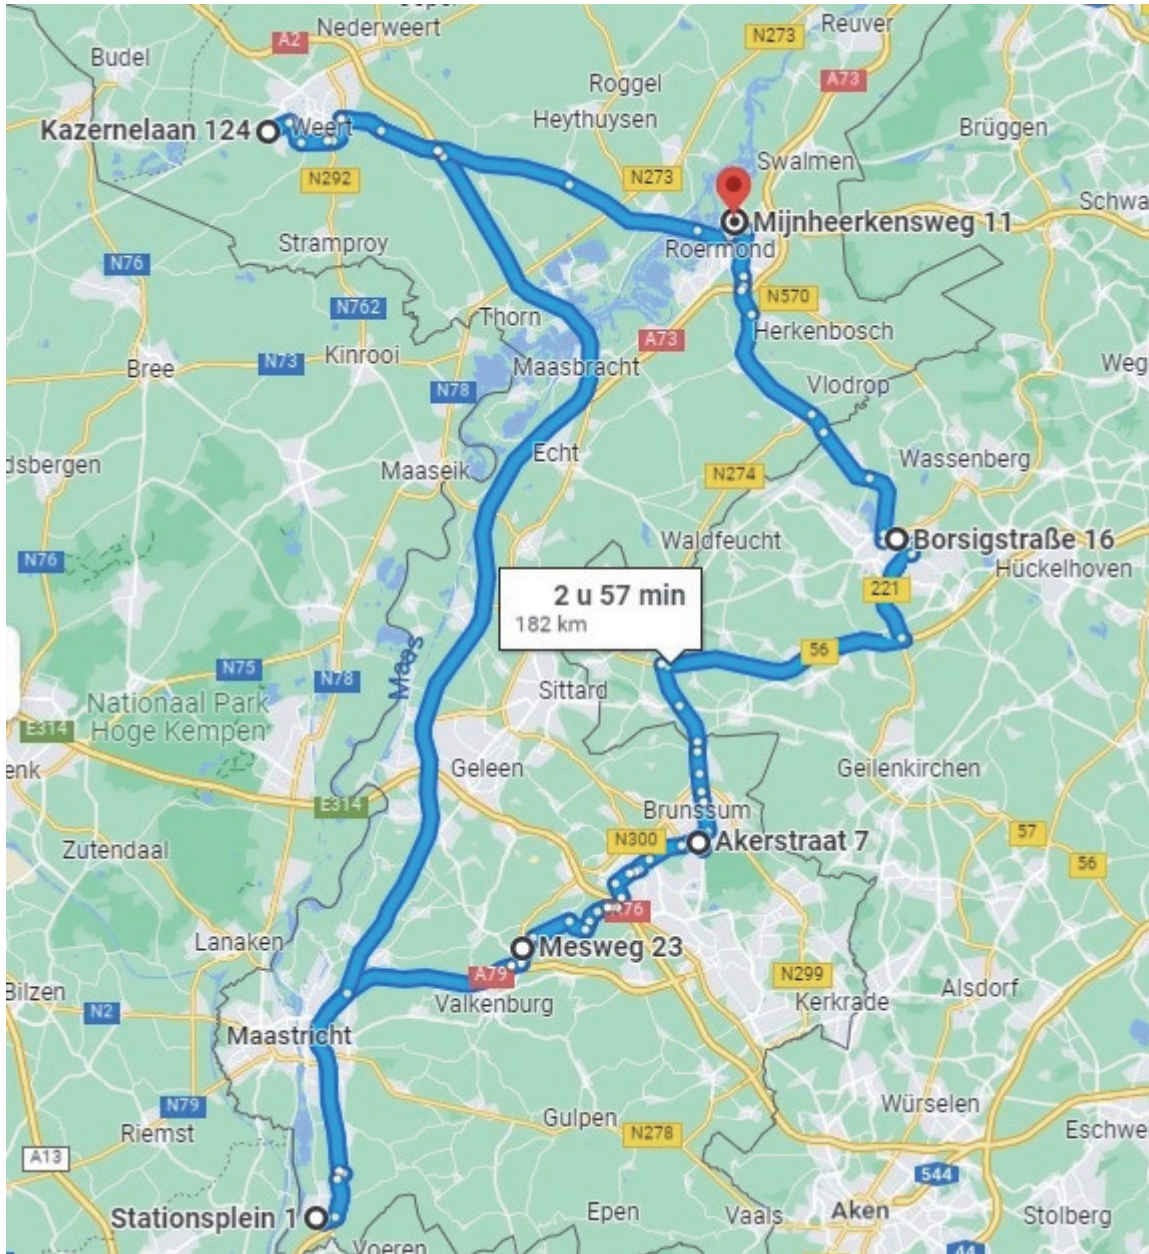 Nederweert
A2
N273
Reuver
Budel
A73
Roggel
Heythuysen
Kazernelaan 124
Weert
Brüggen
Swalmen
N292
N273
Schwa
Mijnheerkensweg 11
Stramproy
Roermond
N76
N762
N570
Thorn
Herkenbosch
A73
Kinrooi
N73
Bree
Maasbracht
Weg
Vlodrop
N78
Echt
dsbergen
Maaseik
N274
Wassenberg
Waldfeucht
Borsigstraße 16
N76
Hückelhoven
221
2 u 57 min
182 km
56
Maas
N75
N78
Sittard
Nationaal Park
Hoge Kempen
E314
enk
Geleen
Geilenkirchen
E314
Brunssum
57
N300
Akerstraat 7
Zutendaal
56
A76
Lanaken
Mesweg 23
A79
N299
Bilzen
Valkenburg
Alsdorf
Kerkrade
N2
Maastricht
N79
Würselen
Gulpen
Riemst
N278
Eschwe
A13
544
Stationsplein 1
Epen
Vaals
Aken
Stolberg
Voeren
44